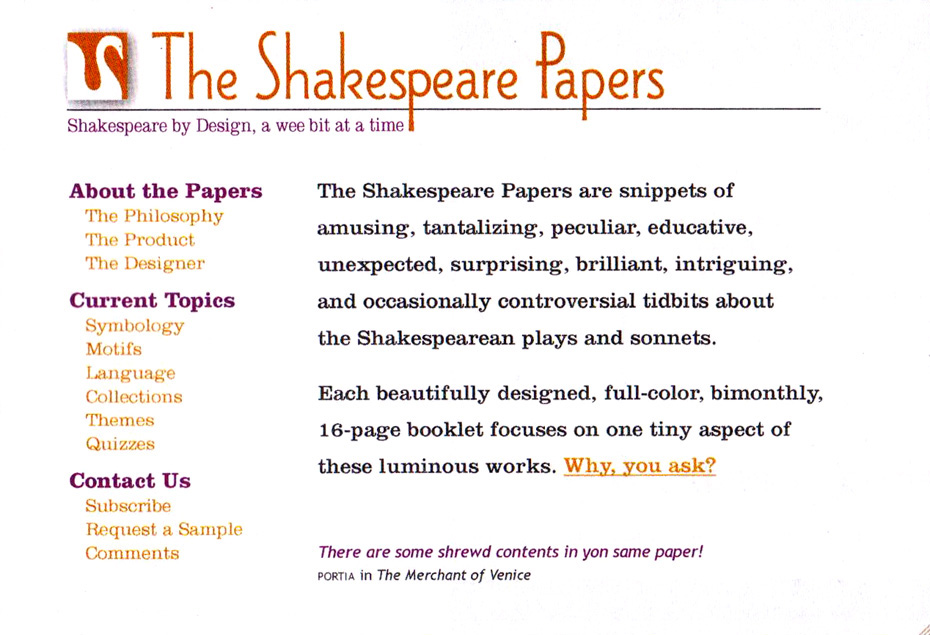 The Shakespeare Papers
Shakespeare by Design, a wee bit at a time
About the Papers
The Philosophy
The Product
The Designer
Current Topics
Symbology
Motifs
Language
Collections
Themes
Quizzes
Contact Us
Subscribe
Request a Sample
Comments
The Shakespeare Papers are snippets of
amusing, tantalizing, peculiar, educative,
unexpected, surprising, brilliant, intriguing,
and occasionally controversial tidbits about
the Shakespearean plays and sonnets.
Each beautifully designed, full-color, bimonthly,
16-page booklet focuses on one tiny aspect of
these luminous works. Why, you ask?
There are some shrewd contents in yon same paper!
PORTIA in The Merchant of Venice